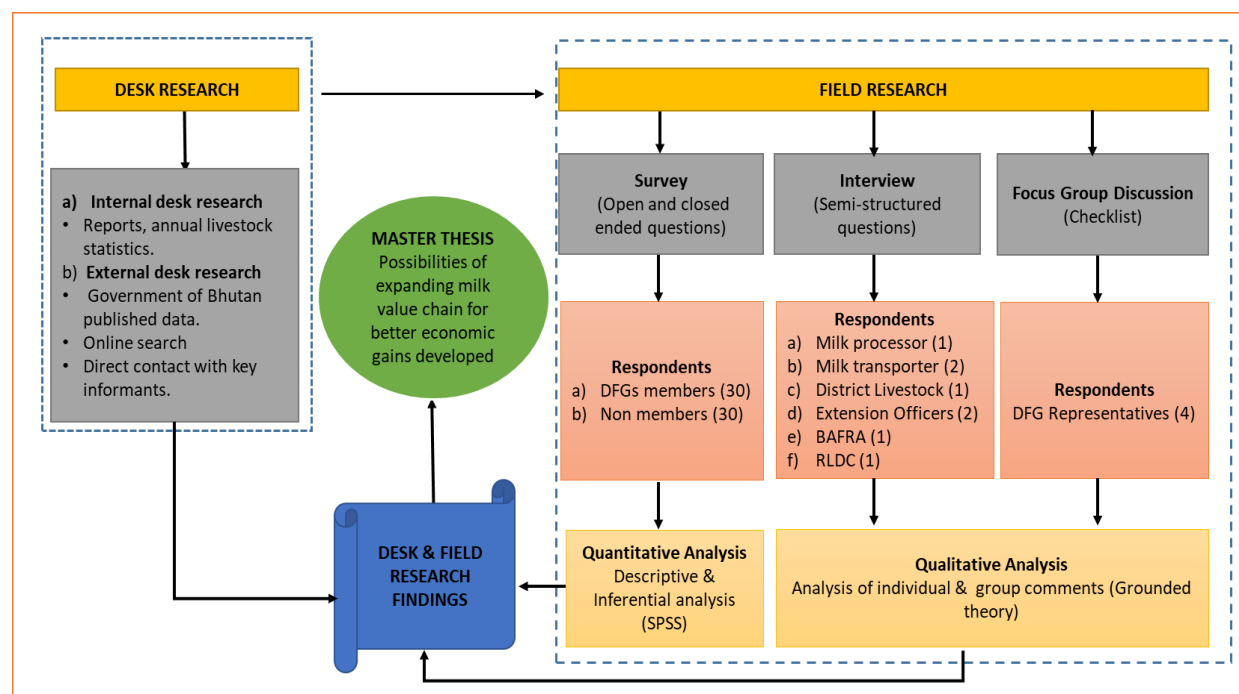 DESK RESEARCH
a) Internal desk research
• Reports, annual livestock
statistics.
b) External desk research
• Government of Bhutan
published data.
• Online search
• Direct contact with key
informants.
MASTER THESIS
Possibilities of
expanding milk
value chain for
better economic
gains developed
DESK & FIELD
RESEARCH
FINDINGS
FIELD RESEARCH
Survey
(Open and closed
ended questions)
Interview
(Semi-structured
questions)
Focus Group Discussion
(Checklist)
Respondents
a) DFGs members (30)
b) Non members (30)
Respondents
a) Milk processor (1)
b) Milk transporter (2)
c) District Livestock (1)
d) Extension Officers (2)
e) BAFRA (1)
f) RLDC (1)
Respondents
DFG Representatives (4)
Quantitative Analysis
Descriptive &
Inferential analysis
(SPSS)
Qualitative Analysis
Analysis of individual & group comments (Grounded
theory)